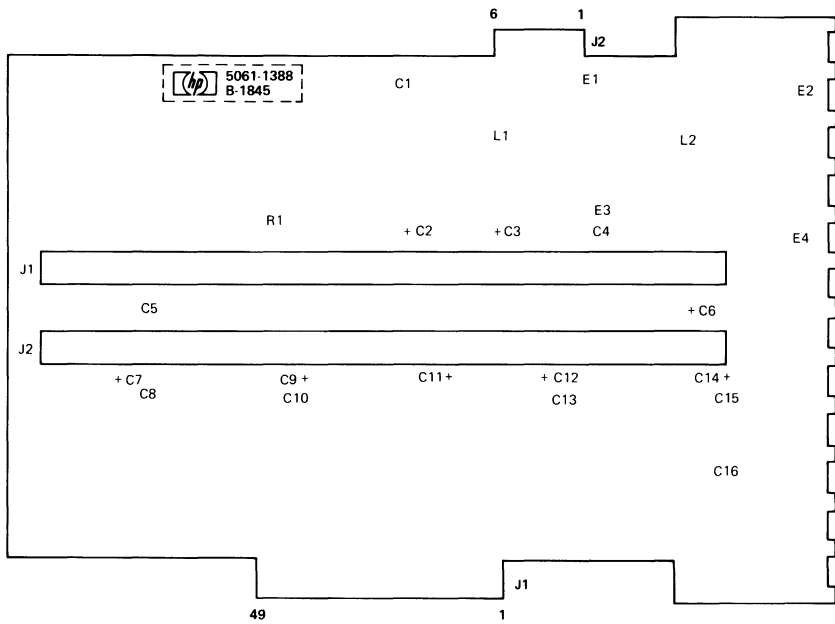 6 1
J2
hp 5061-1388
B-1845
C1 E1 E2
L1 L2
R1 + C2 + C3 E3
C4 E4
J1
C5 + C6
J2
+ C7 C9 + C11 + + C12 C14 +
C8 C10 C13 C15
C16
J1
49 1